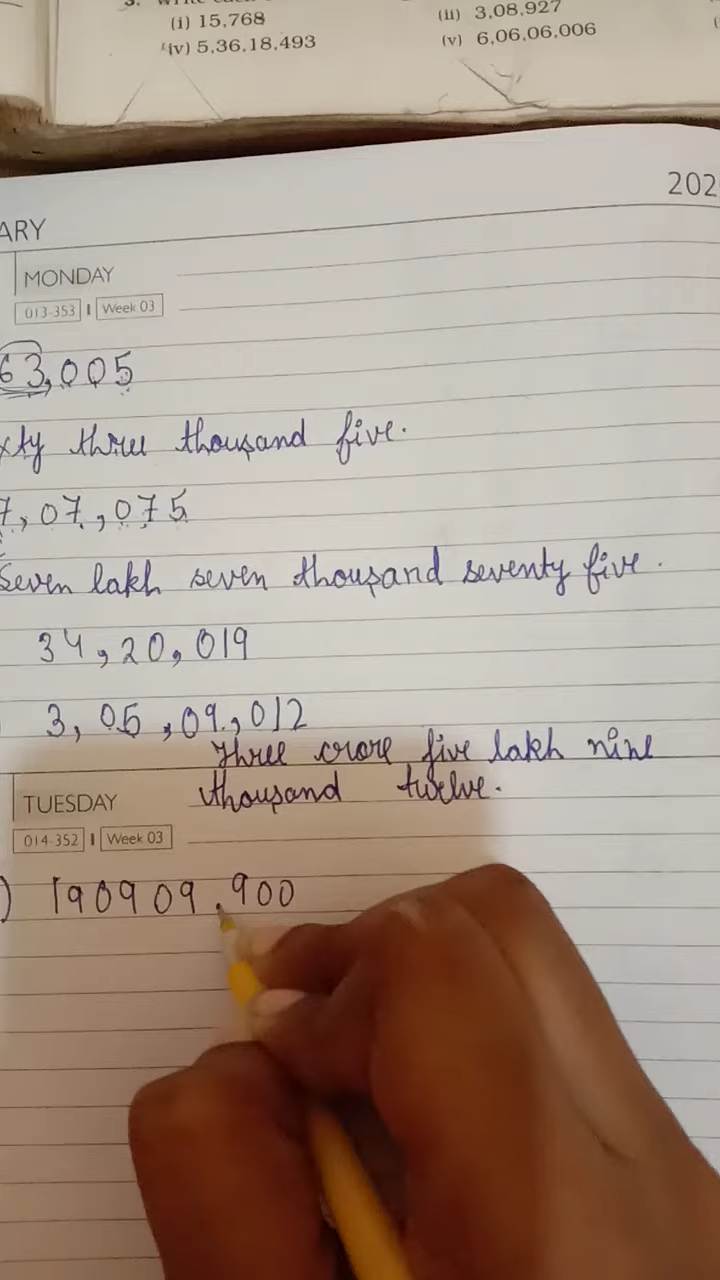 (i) 15,768 (ii) 3,08,927
(iv) 5,36,18,493 (v) 6,06,06,006
202
ARY
MONDAY
013-353 Week 03
63,005
xty three thousand five.
7,07,075
Seven lakh seven thousand seventy five.
34,20,019
3,05,09,012
Three crore five lakh nine
thousand twelve.
TUESDAY
014-352 Week 03
) 190909,900